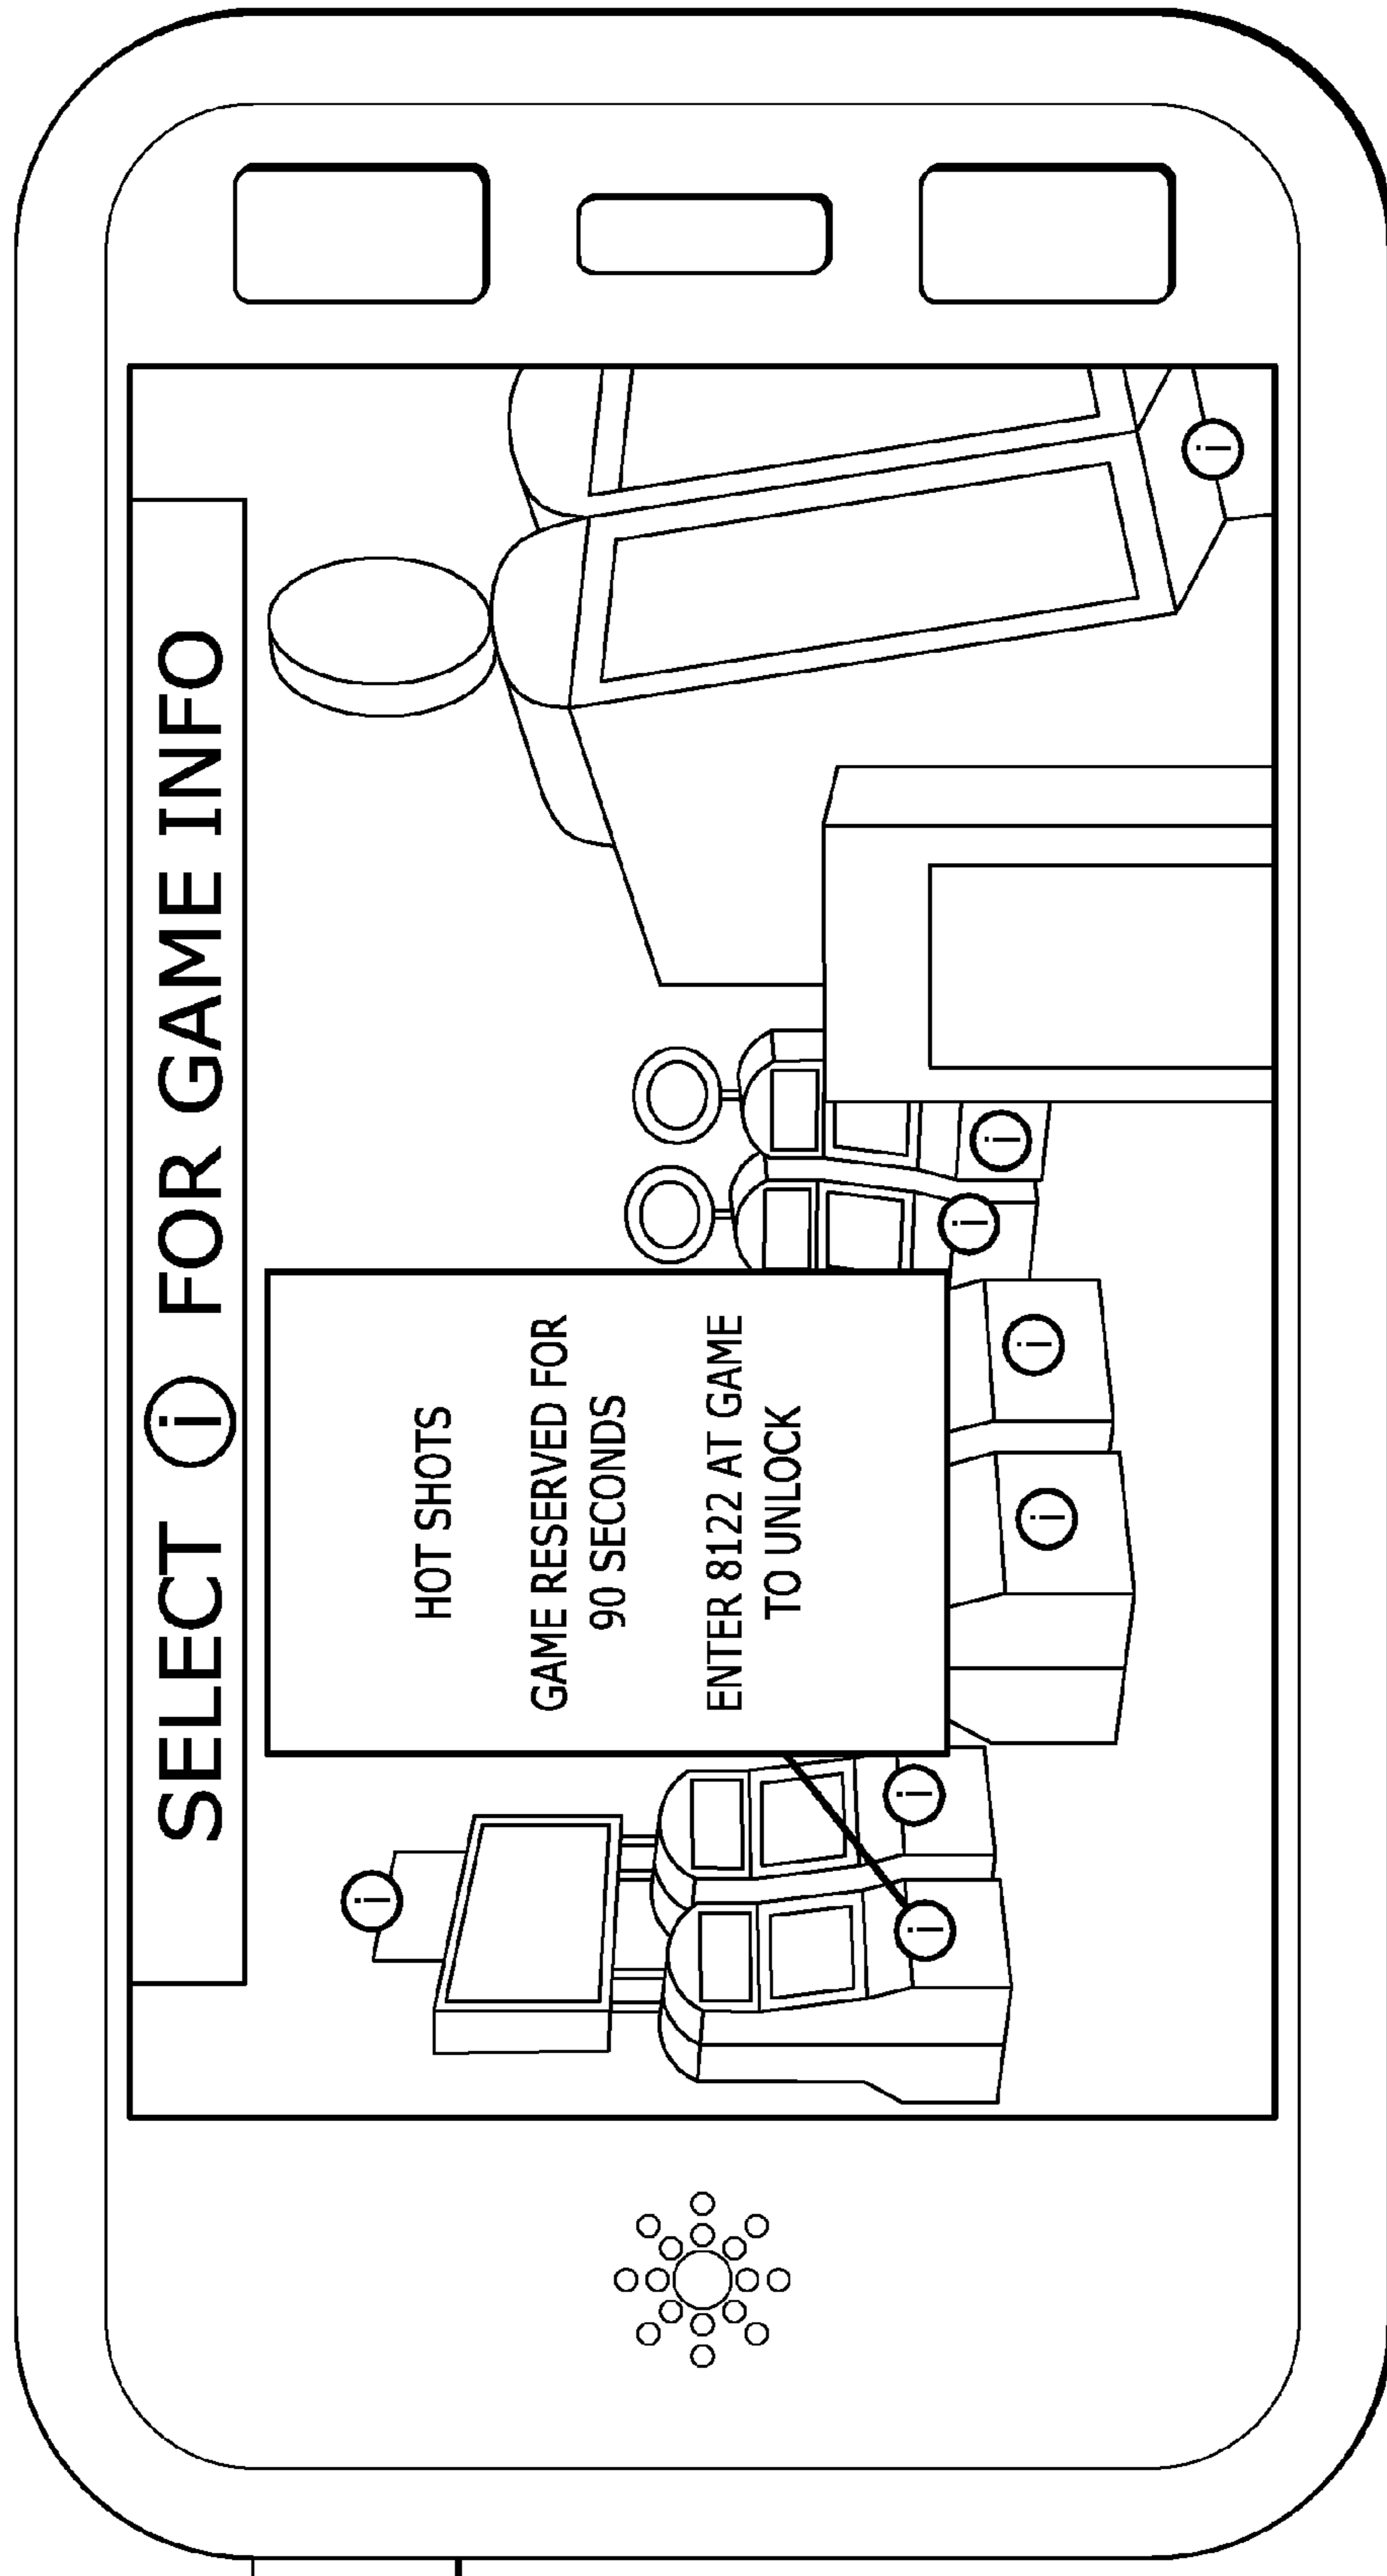 SELECT i FOR GAME INFO
HOT SHOTS
GAME RESERVED FOR
90 SECONDS
ENTER 8122 AT GAME
TO UNLOCK
i
i
i
i
i
i
i
i